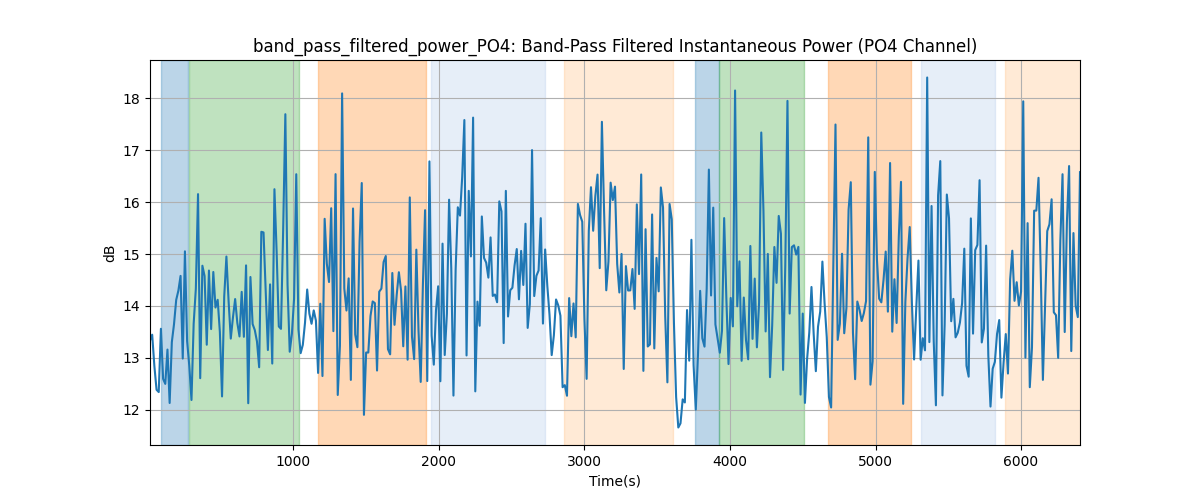 band_pass_filtered_power_PO4: Band-Pass Filtered Instantaneous Power (PO4 Channel)
18
17
16
15
14
13
12
dB
1000 2000 3000 4000 5000 6000
Time(s)